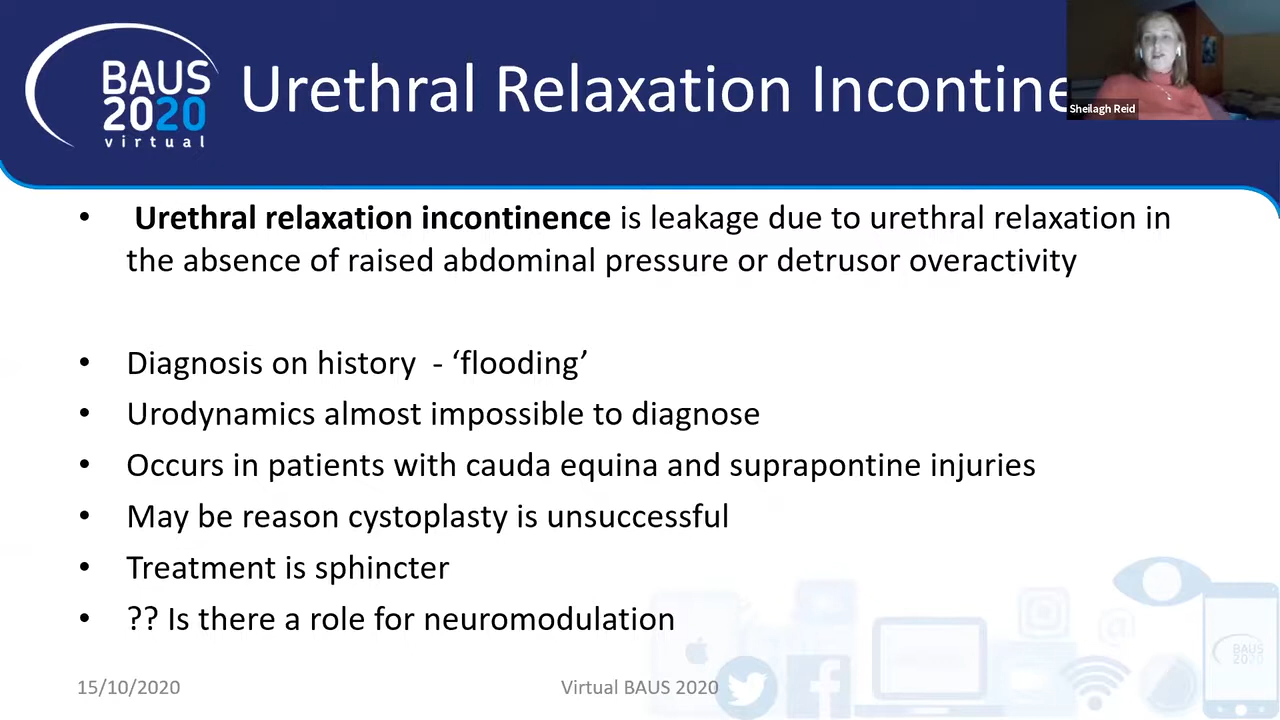 BAUS
2020
virtual
Urethral Relaxation Incontine
Sheilagh Reid
• Urethral relaxation incontinence is leakage due to urethral relaxation in
the absence of raised abdominal pressure or detrusor overactivity
• Diagnosis on history - ‘flooding’
• Urodynamics almost impossible to diagnose
• Occurs in patients with cauda equina and suprapontine injuries
• May be reason cystoplasty is unsuccessful
• Treatment is sphincter
• ?? Is there a role for neuromodulation
BAUS
2020
15/10/2020
Virtual BAUS 2020